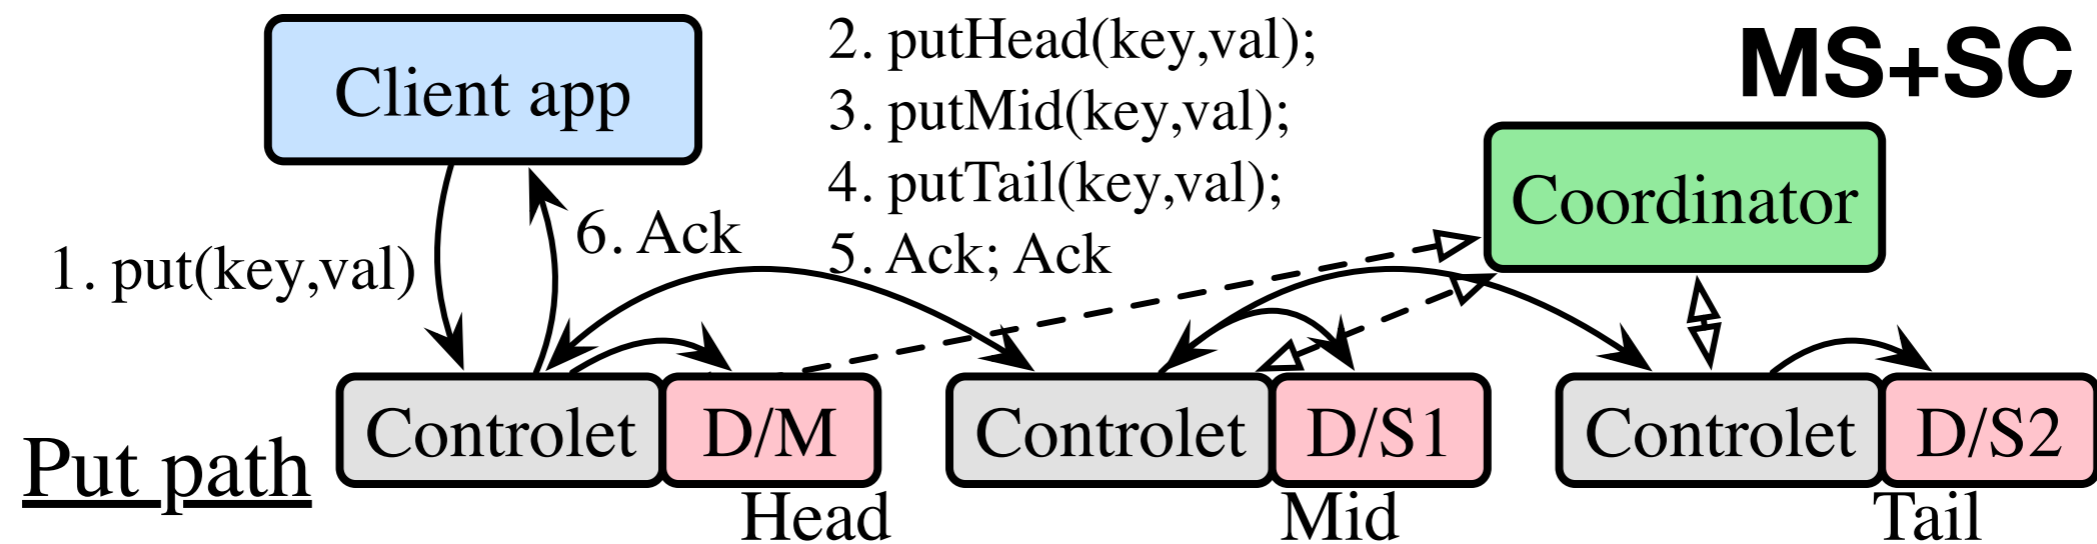 MS+SC
Client app
2. putHead(key,val);
3. putMid(key,val);
4. putTail(key,val);
5. Ack; Ack
Coordinator
1. put(key,val)
6. Ack
Put path
Controlet
D/M
Head
Controlet
D/S1
Mid
Controlet
D/S2
Tail